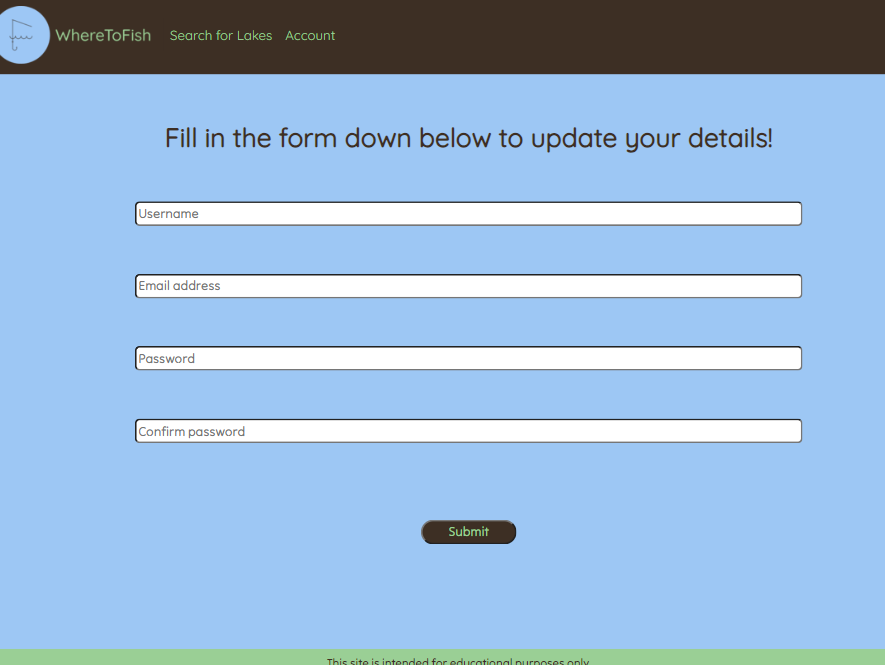 WhereToFish Search for Lakes Account
Fill in the form down below to update your details!
Username
Email address
Password
Confirm password
Submit
This site is intended for educational purposes only